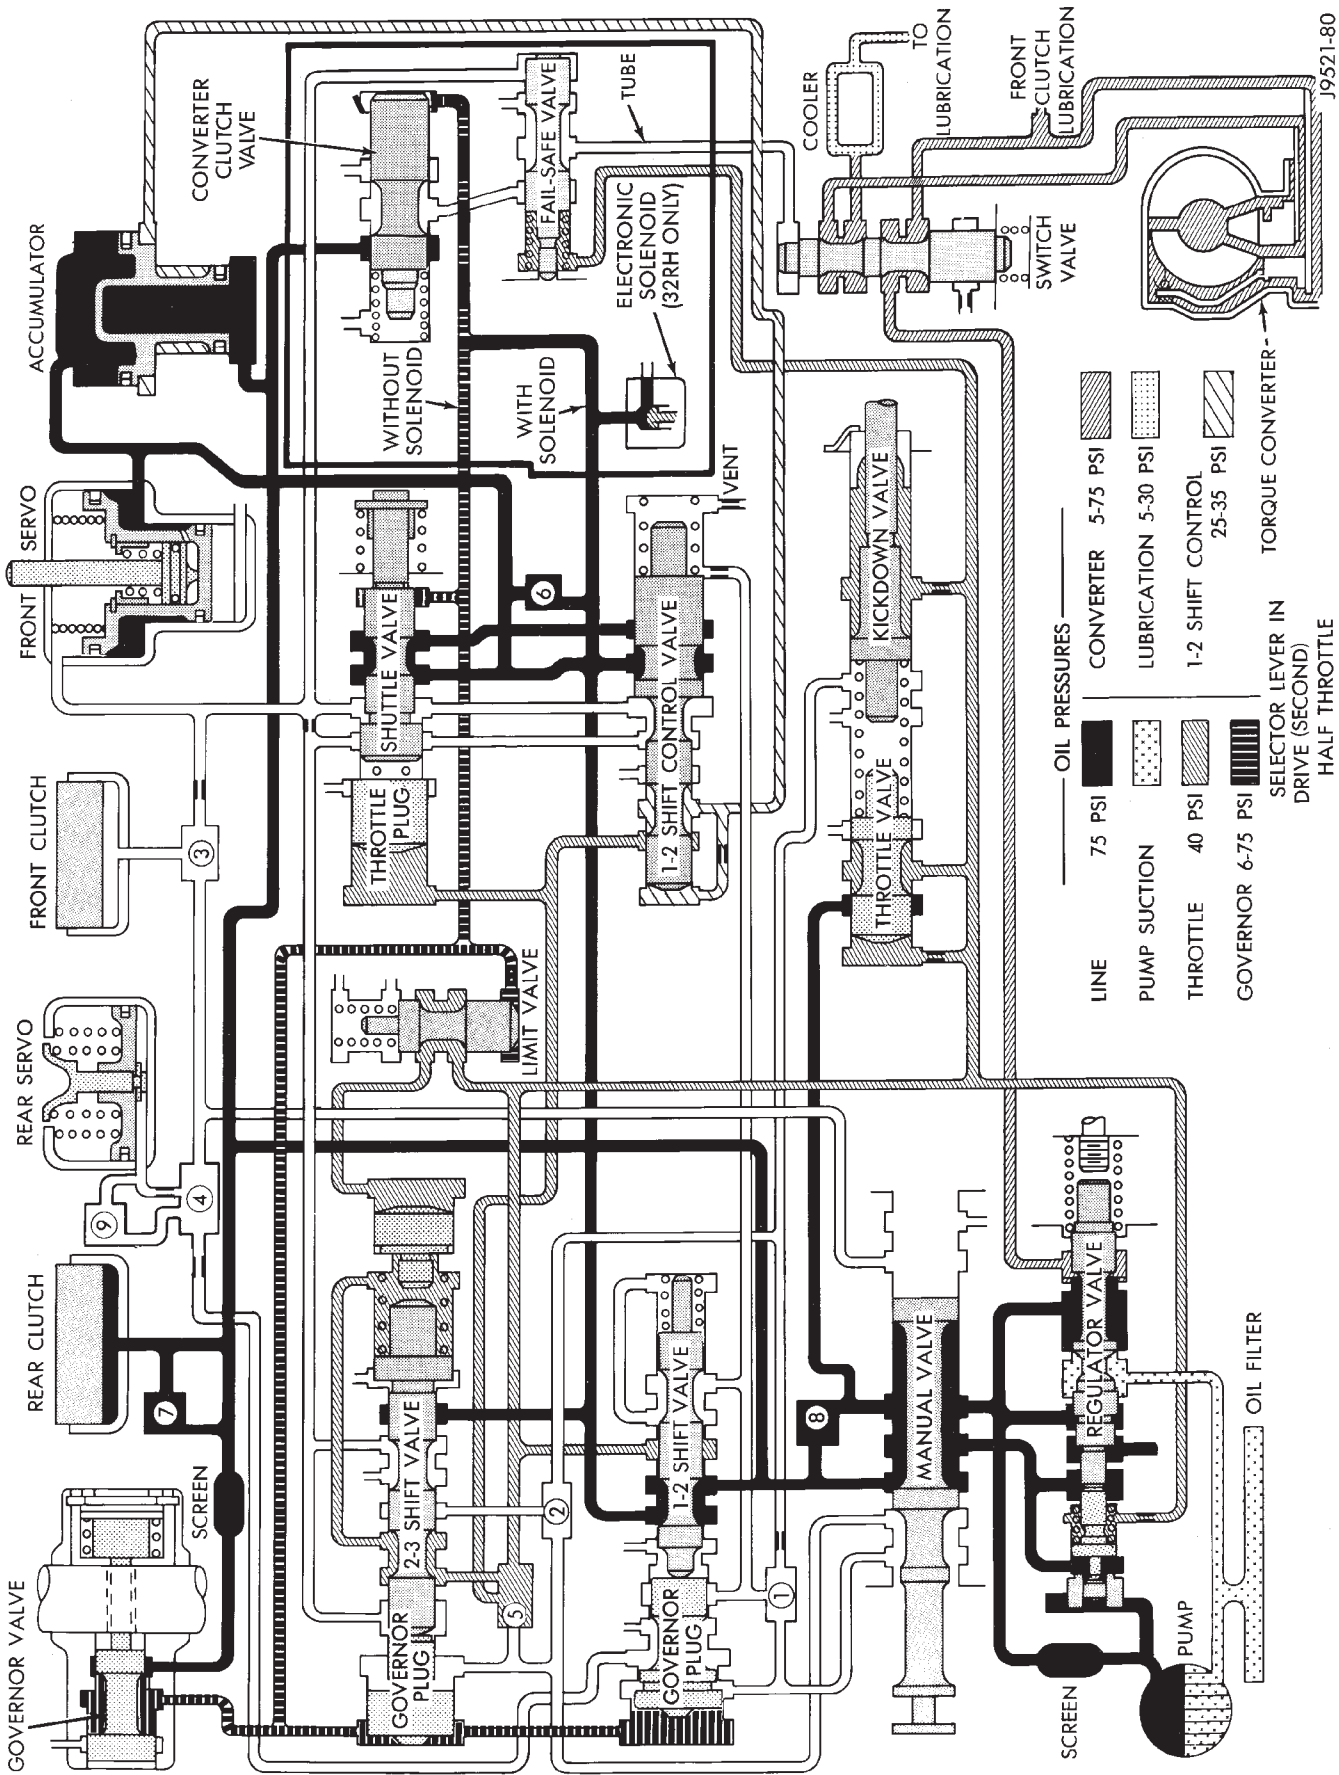 GOVERNOR VALVE
REAR CLUTCH
REAR SERVO
FRONT CLUTCH
FRONT SERVO
ACCUMULATOR
CONVERTER
CLUTCH
VALVE
SCREEN
7
9
4
3
6
WITHOUT
SOLENOID
WITH
SOLENOID
ELECTRONIC
SOLENOID
(32RH ONLY)
FAIL-SAFE VALVE
TUBE
GOVERNOR
PLUG
2-3 SHIFT VALVE
LIMIT VALVE
THROTTLE
PLUG
SHUTTLE VALVE
5
2
GOVERNOR
PLUG
1-2 SHIFT VALVE
1-2 SHIFT CONTROL VALVE
VENT
1
8
COOLER
TO
LUBRICATION
FRONT
CLUTCH
LUBRICATION
SWITCH
VALVE
MANUAL VALVE
THROTTLE VALVE
KICKDOWN VALVE
SCREEN
PUMP
REGULATOR VALVE
OIL FILTER
OIL PRESSURES
LINE 75 PSI
PUMP SUCTION
THROTTLE 40 PSI
GOVERNOR 6-75 PSI
CONVERTER 5-75 PSI
LUBRICATION 5-30 PSI
1-2 SHIFT CONTROL
25-35 PSI
TORQUE CONVERTER
SELECTOR LEVER IN
DRIVE (SECOND)
HALF THROTTLE
J9521-80